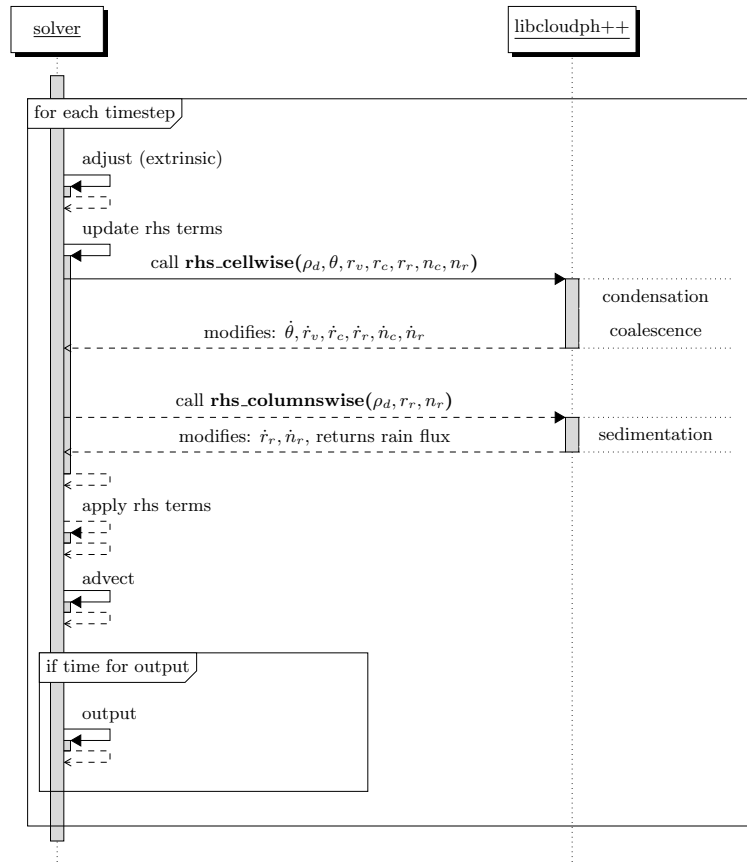 solver
libcloudph++
for each timestep
adjust (extrinsic)
update rhs terms
call rhs_cellwise(ρ_d, θ, r_v, r_c, r_r, n_c, n_r)
condensation
modifies: θ̇, ṙ_v, ṙ_c, ṙ_r, ṅ_c, ṅ_r
coalescence
call rhs_columnswise(ρ_d, r_r, n_r)
modifies: ṙ_r, ṅ_r, returns rain flux
sedimentation
apply rhs terms
advect
if time for output
output